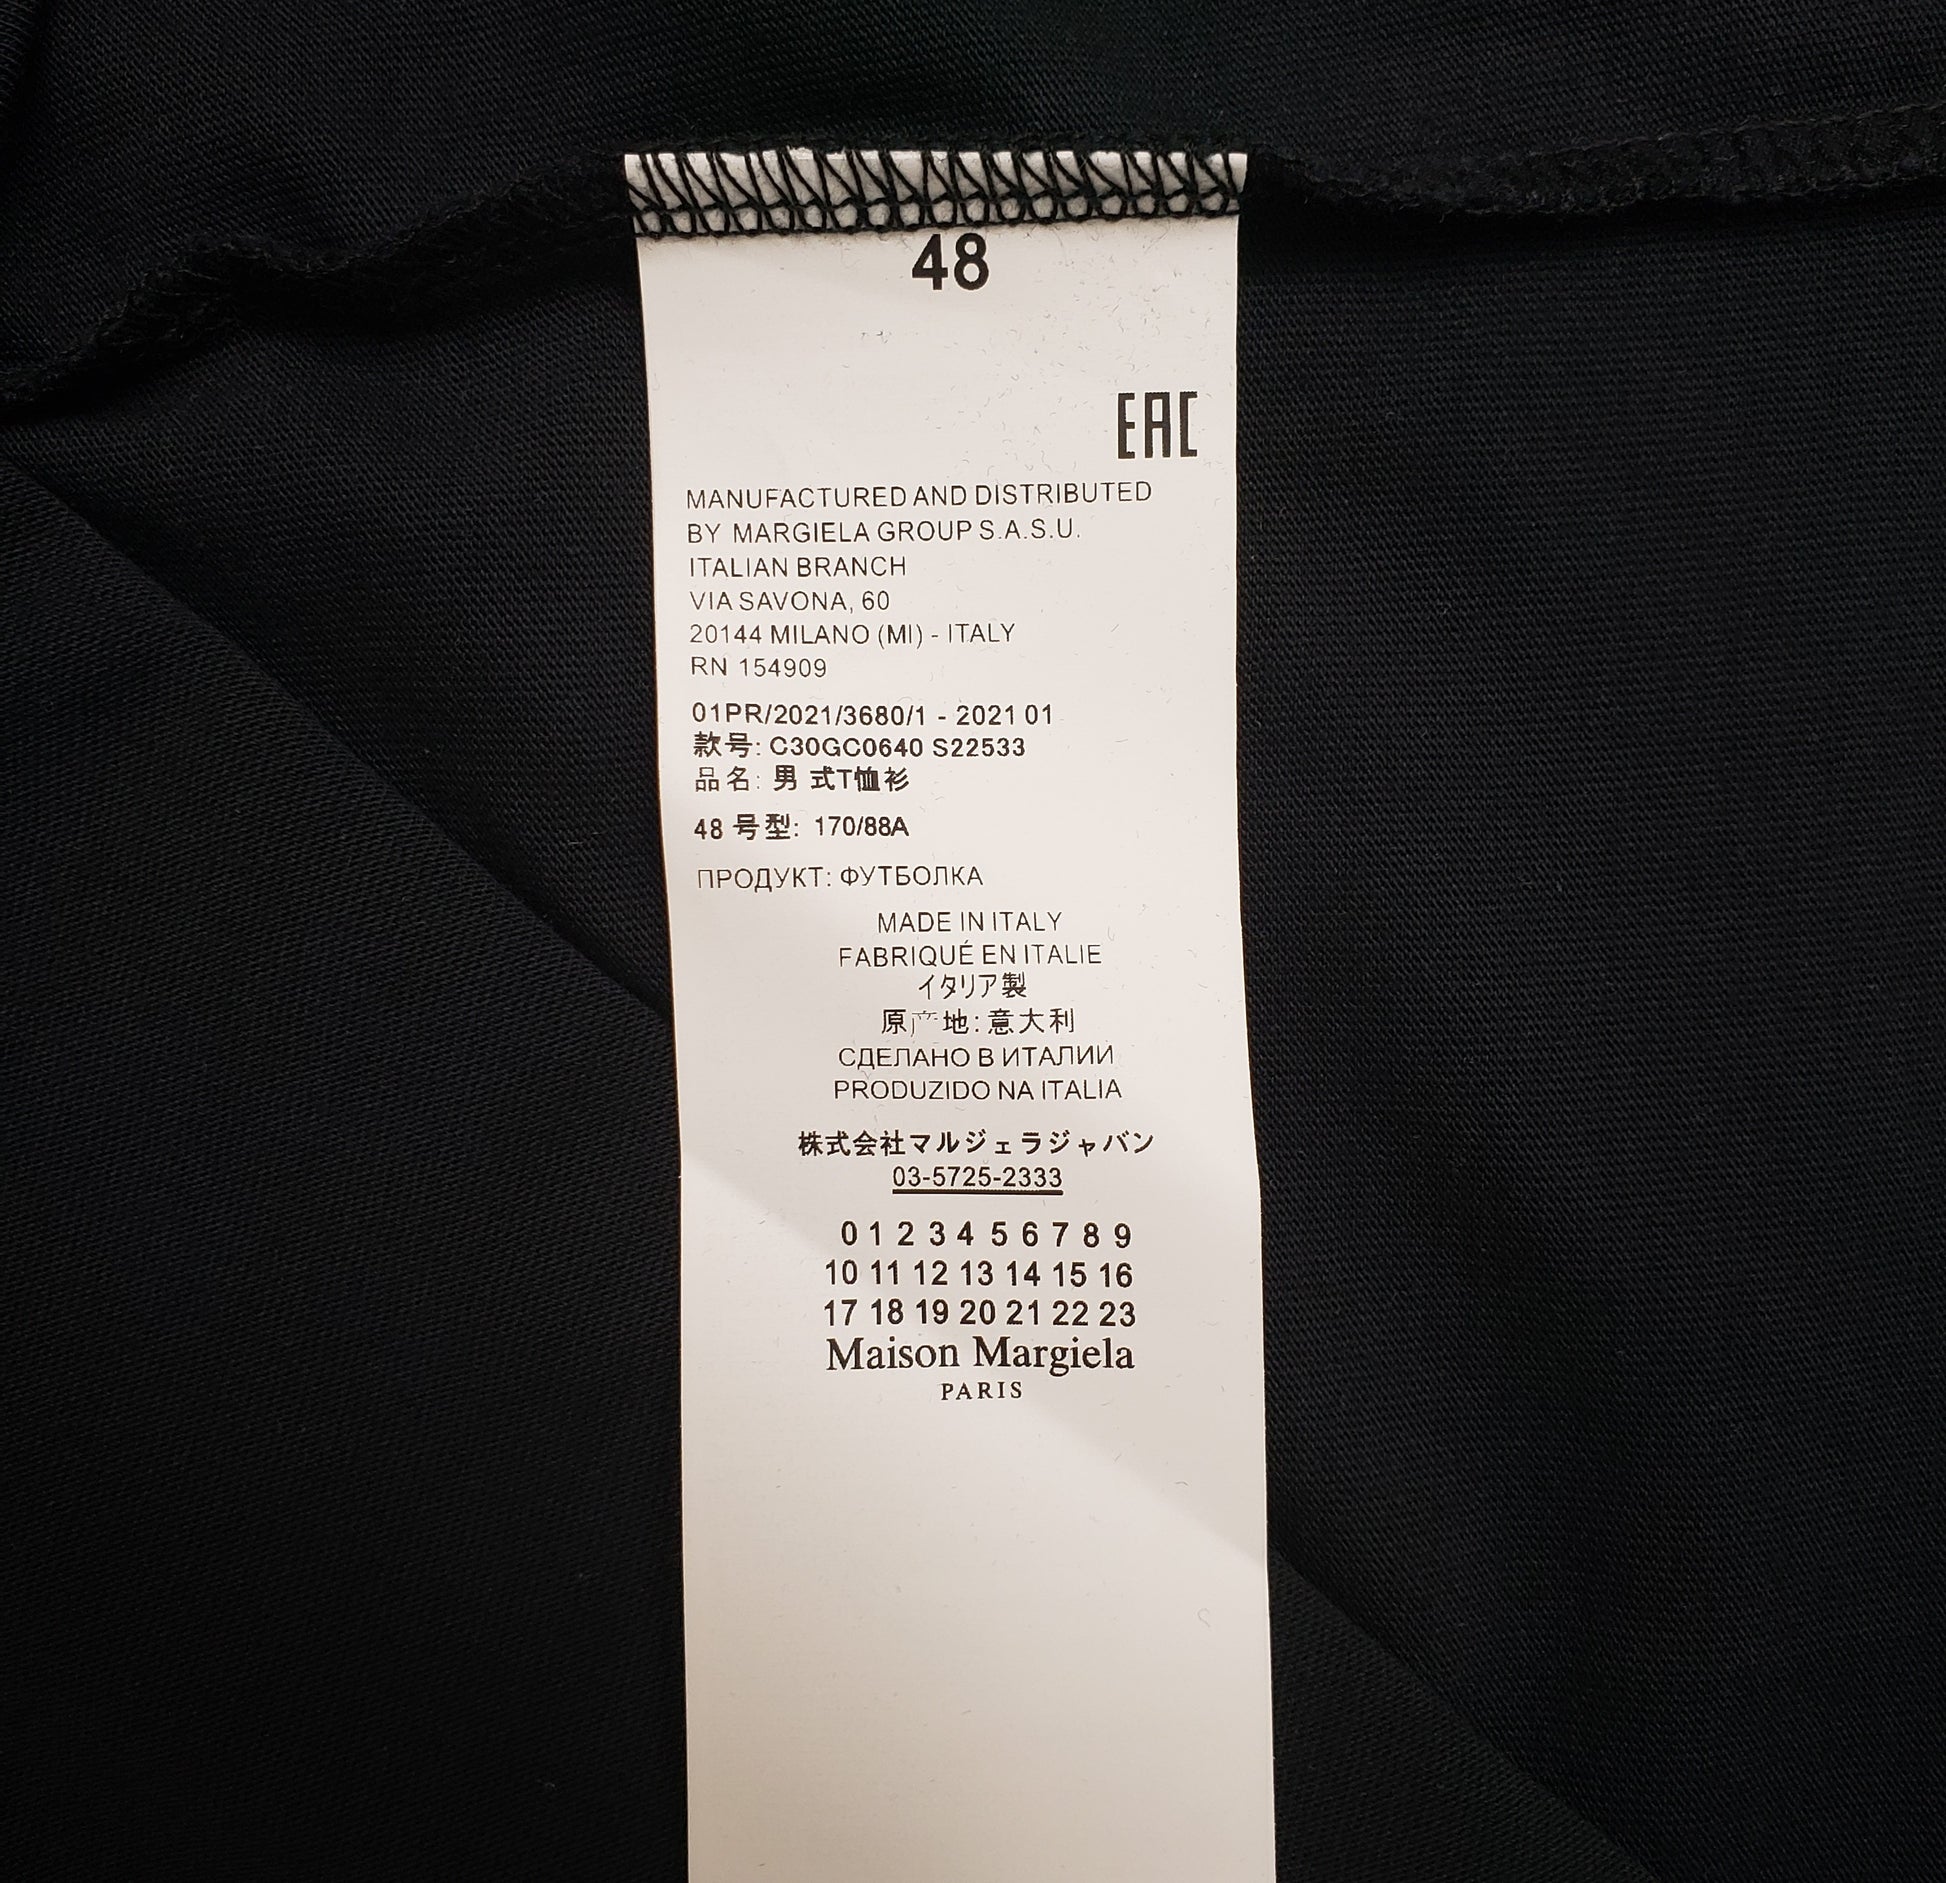 48
EAC
MANUFACTURED AND DISTRIBUTED
BY MARGIELA GROUP S.A.S.U.
ITALIAN BRANCH
VIA SAVONA, 60
20144 MILANO (MI) - ITALY
RN 154909
01PR/2021/3680/1 - 2021 01
款号: C30GC0640 S22533
品名: 男 式T恤衫
48 号型: 170/88A
ПРОДУКТ: ФУТБОЛКА
MADE IN ITALY
FABRIQUÉ EN ITALIE
イタリア製
原产地: 意大利
СДЕЛАНО В ИТАЛИИ
PRODUZIDO NA ITALIA
株式会社マルジェラジャパン
03-5725-2333
0 1 2 3 4 5 6 7 8 9
10 11 12 13 14 15 16
17 18 19 20 21 22 23
Maison Margiela
PARIS